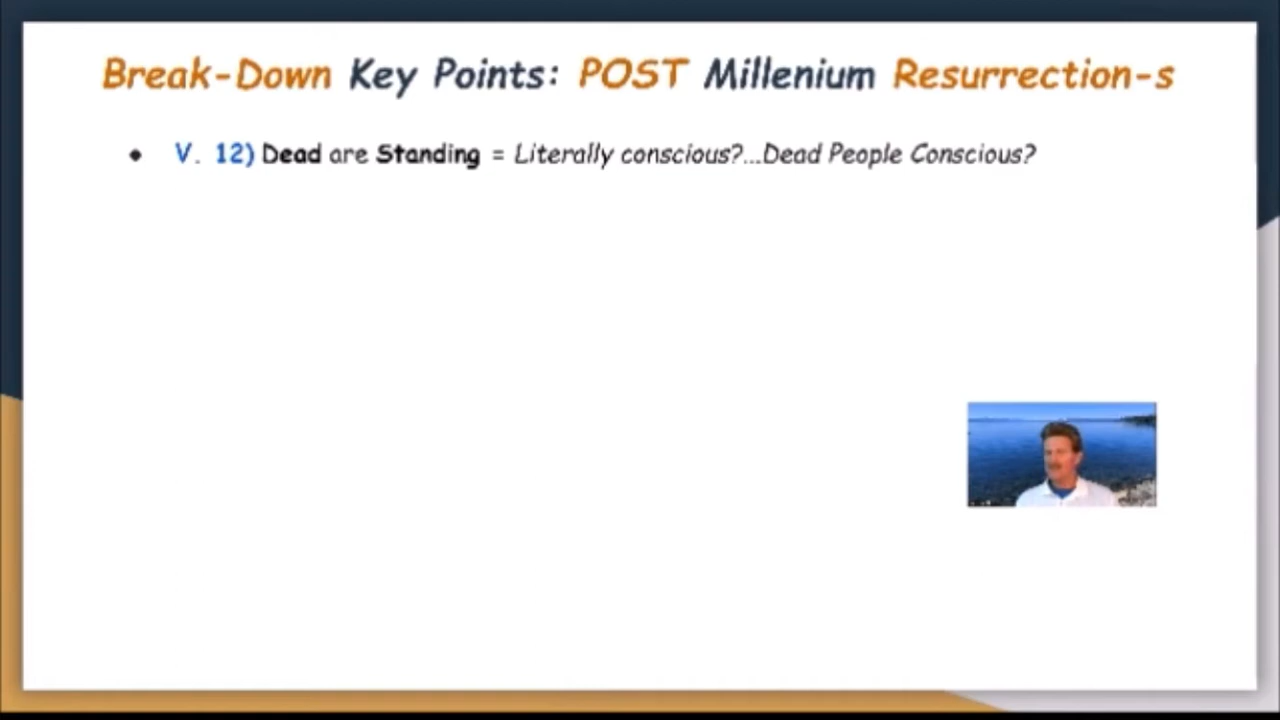 Break-Down Key Points: POST Millenium Resurrection-s
• V. 12) Dead are Standing = Literally conscious?...Dead People Conscious?